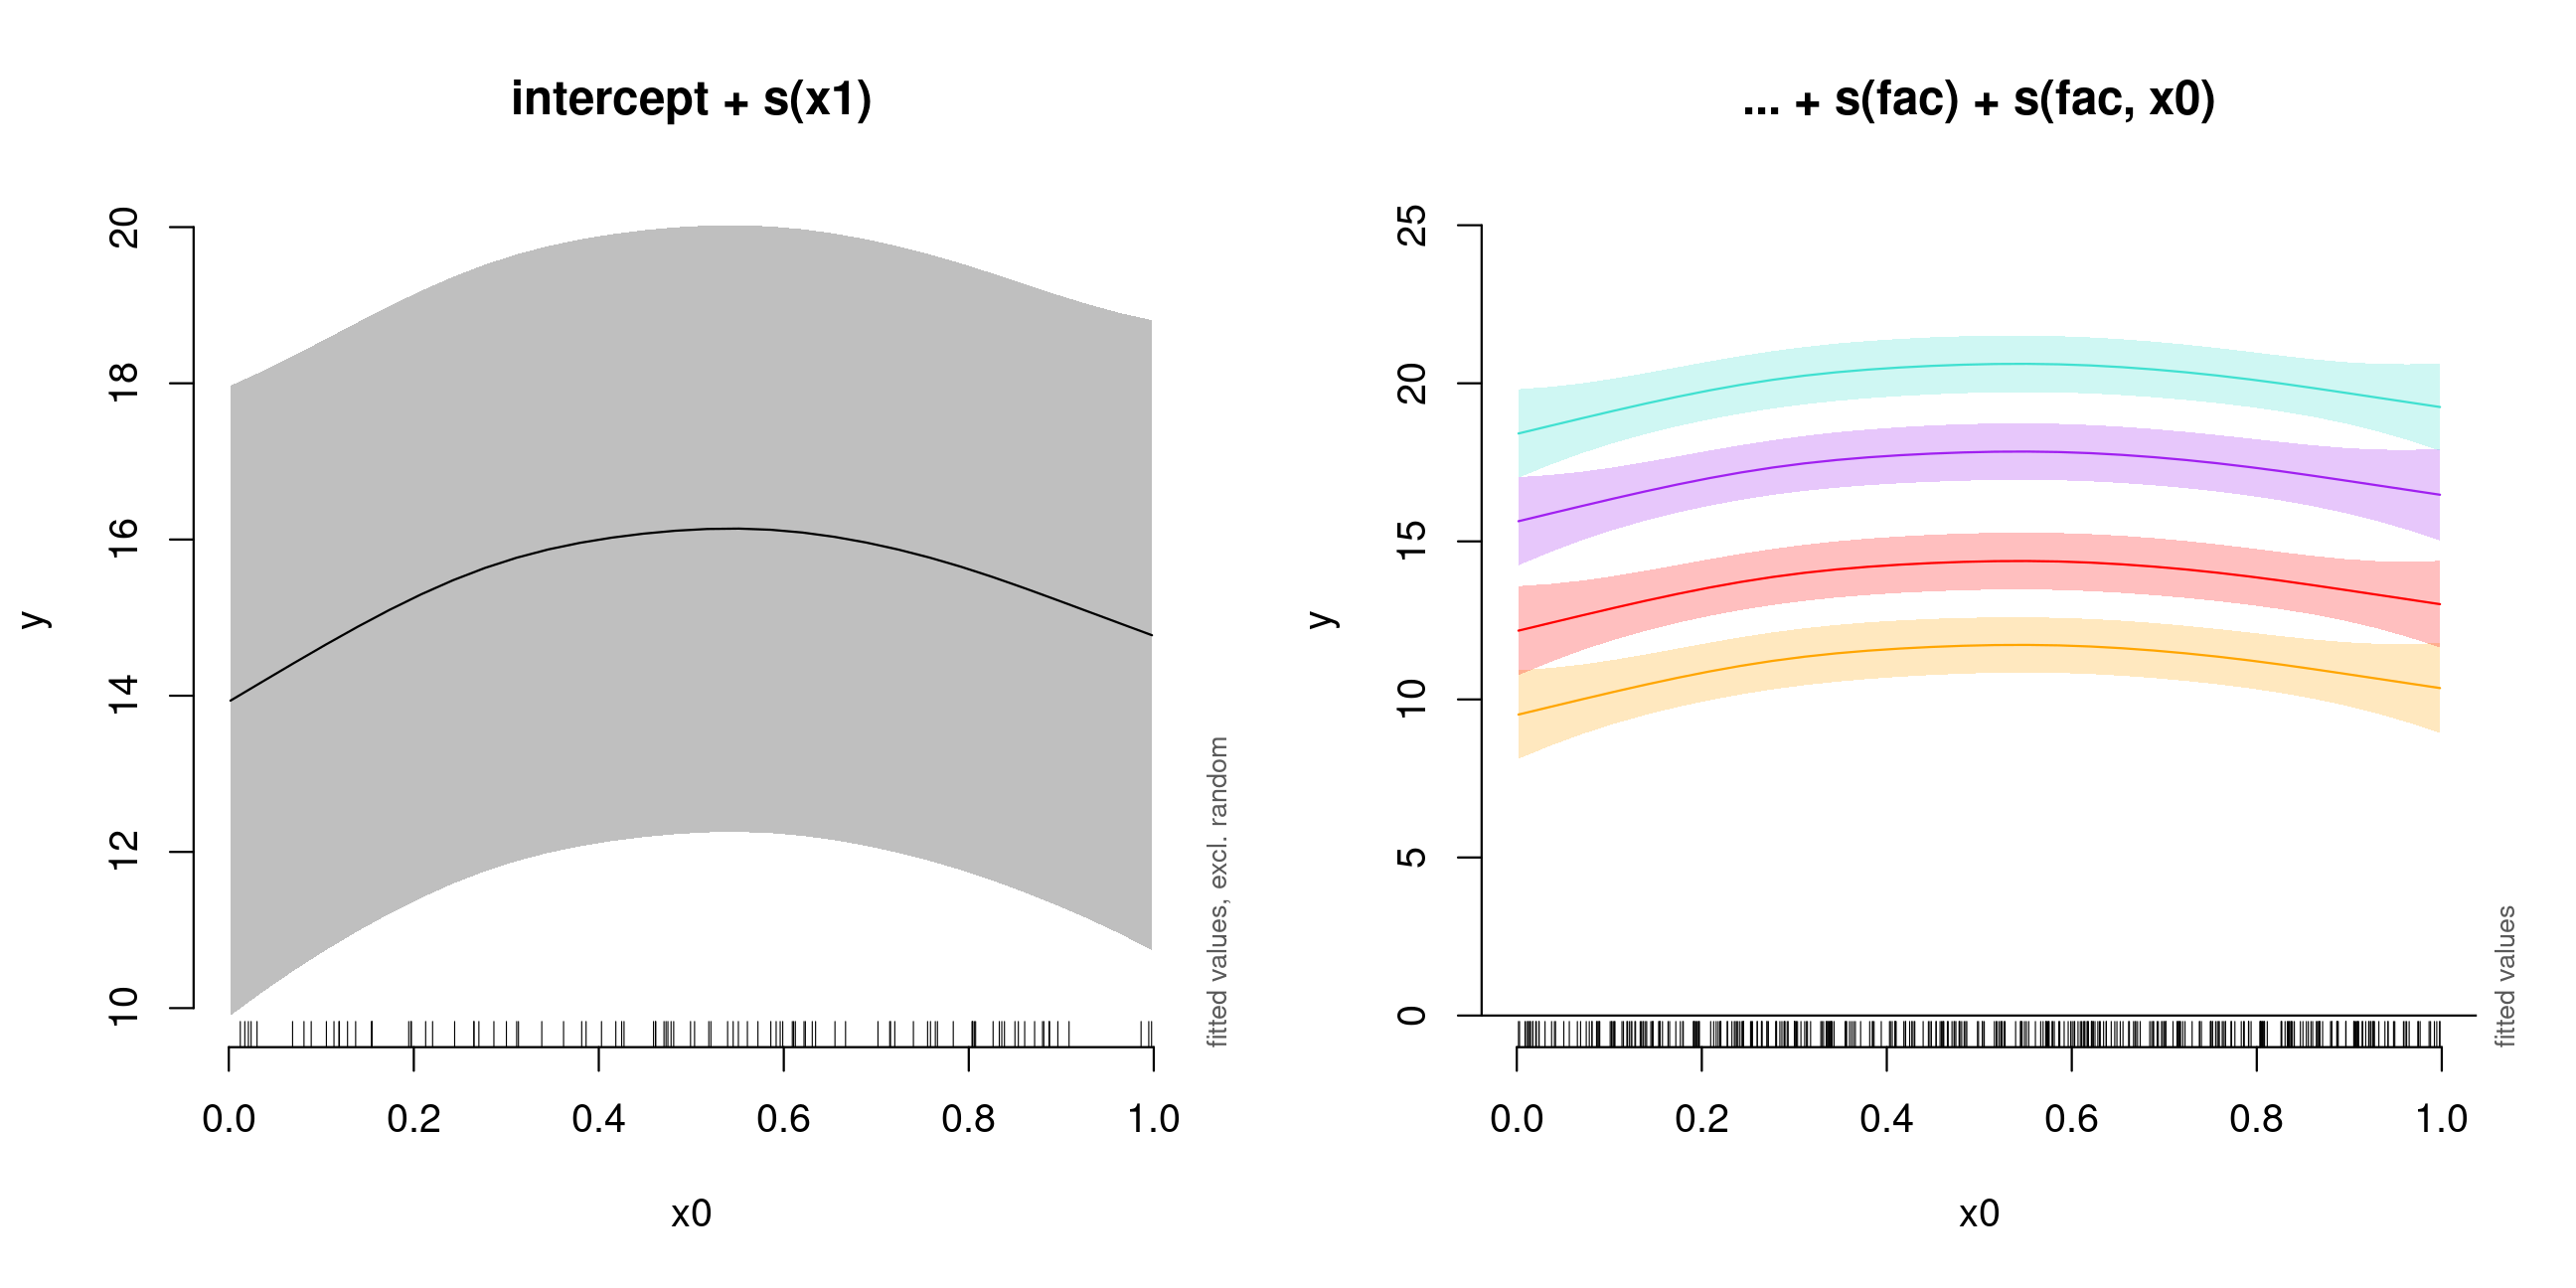 intercept + s(x1)
20
18
16
14
12
10
y
0.0 0.2 0.4 0.6 0.8 1.0
x0
fitted values, excl. random
... + s(fac) + s(fac, x0)
25
20
15
10
5
0
y
0.0 0.2 0.4 0.6 0.8 1.0
x0
fitted values